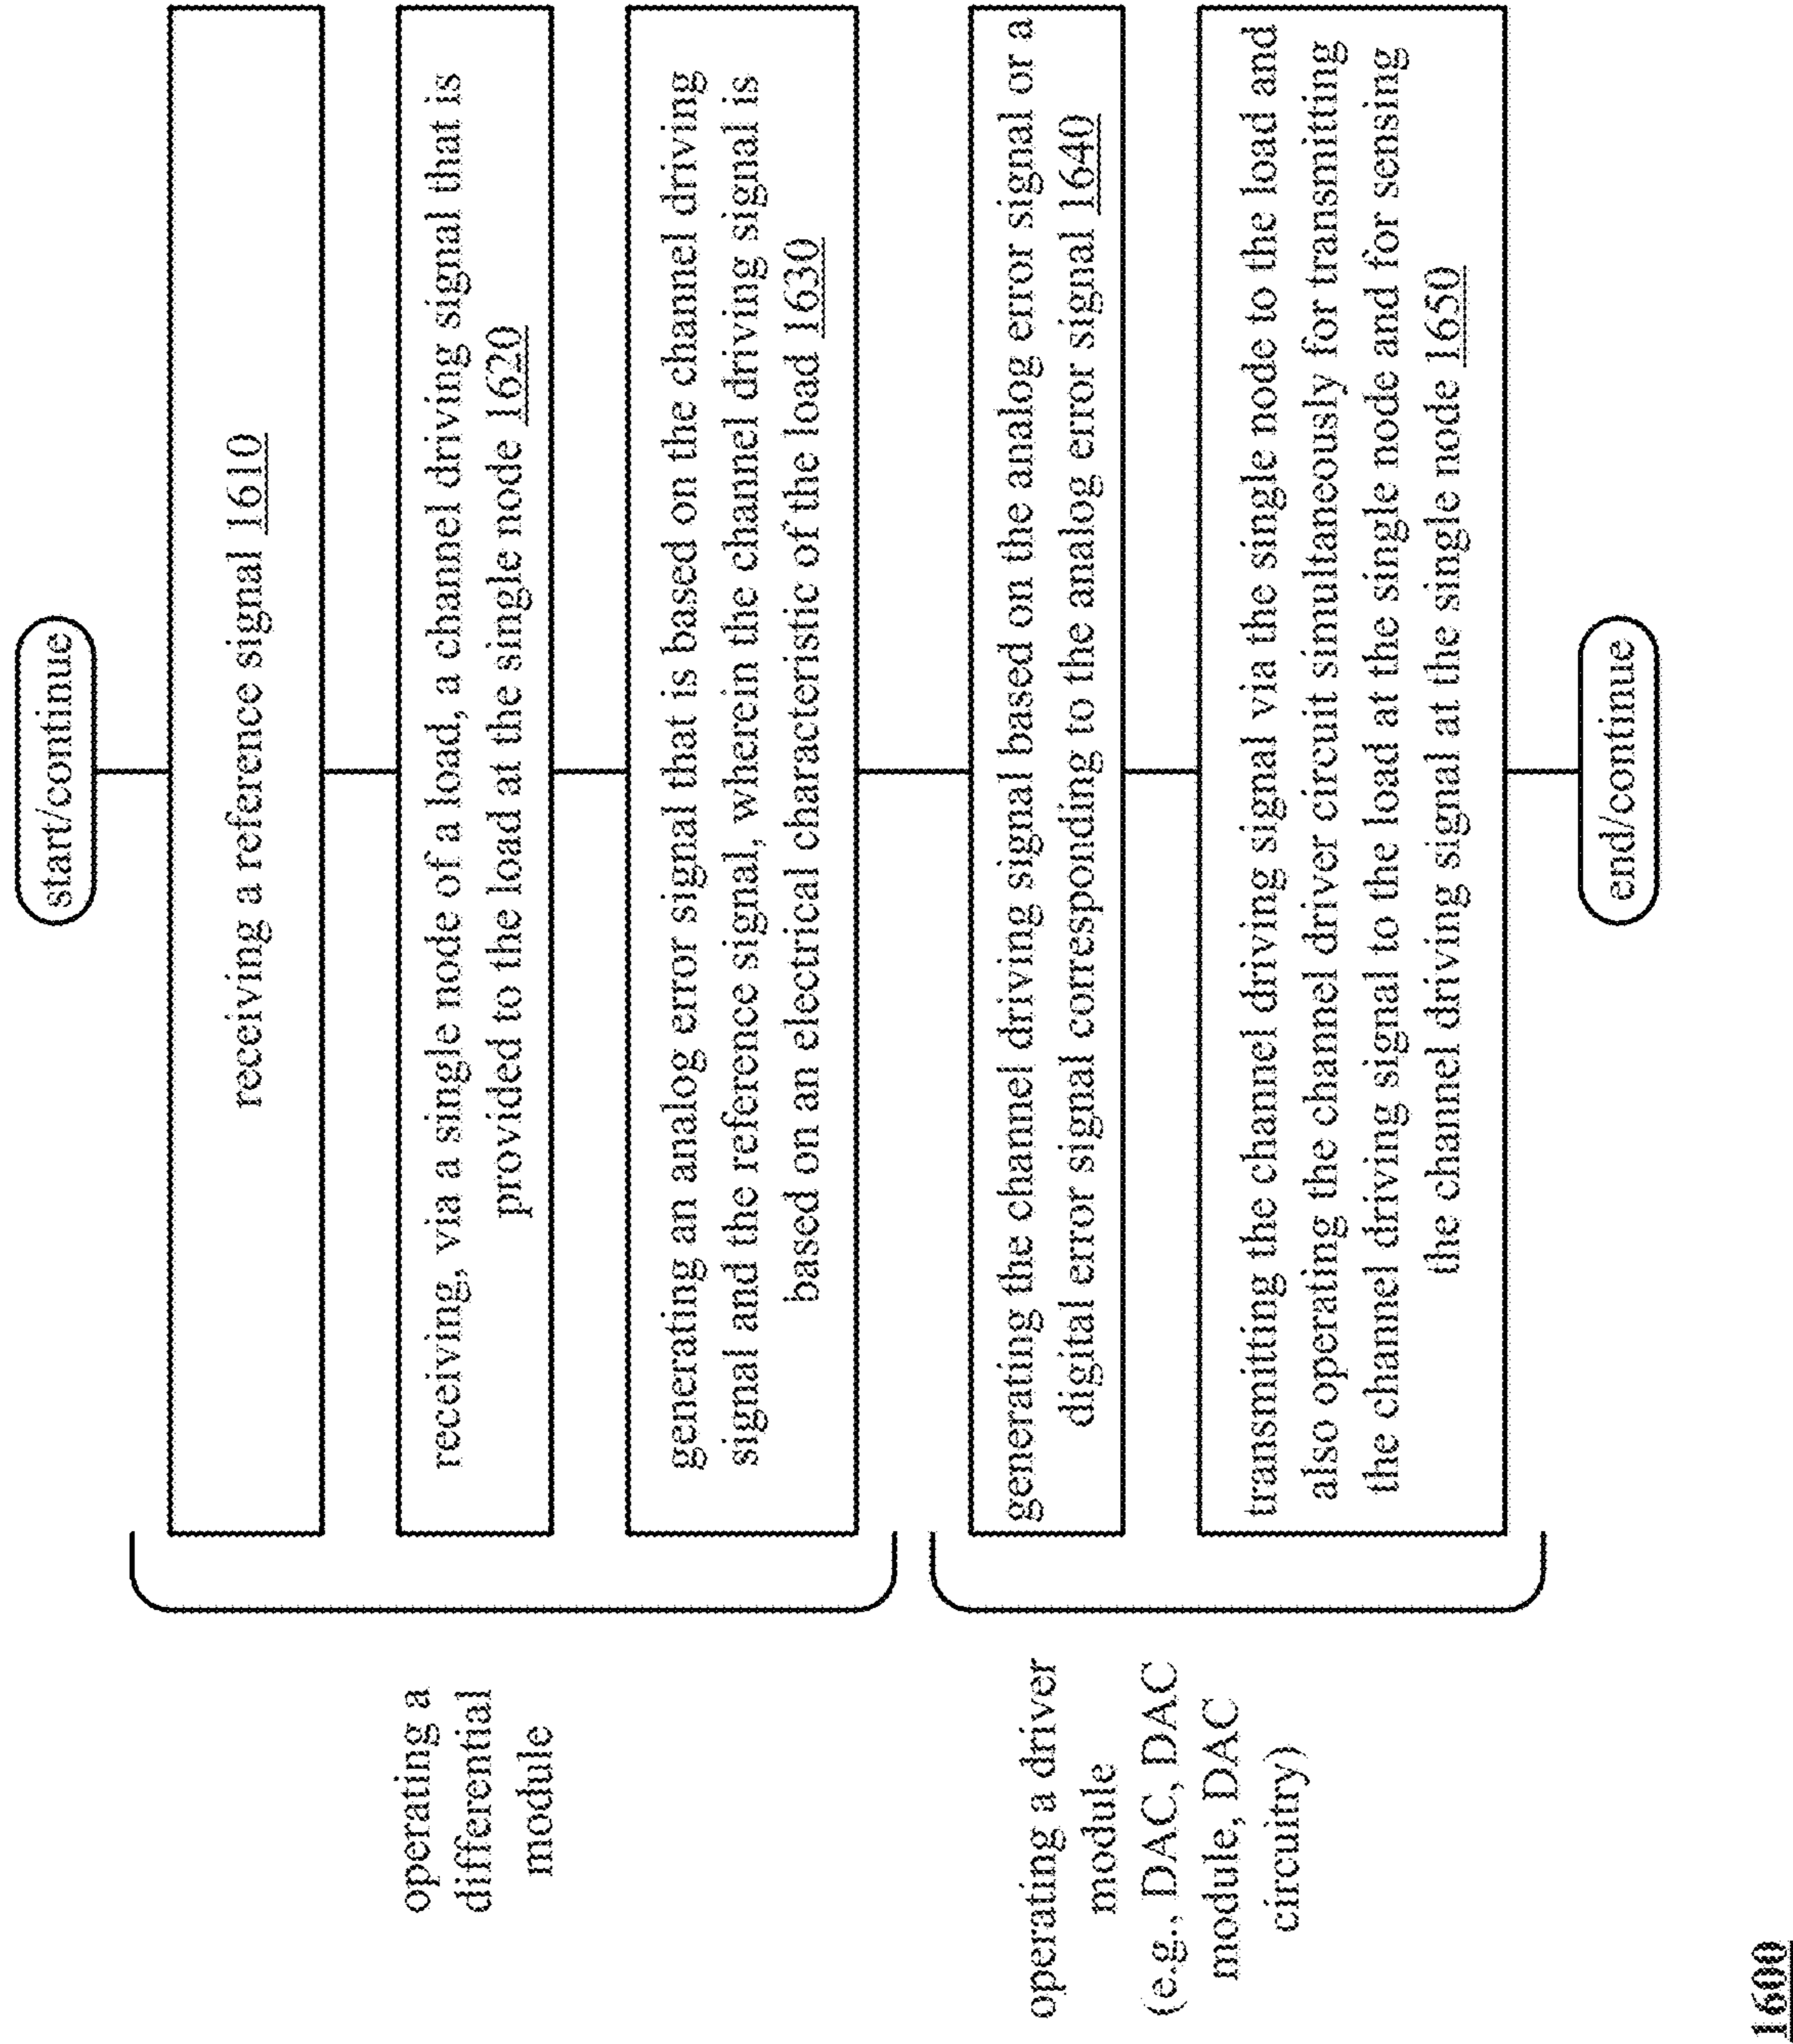 start/continue
receiving a reference signal 1610
receiving, via a single node of a load, a channel driving signal that is
provided to the load at the single node 1620
generating an analog error signal that is based on the channel driving
signal and the reference signal, wherein the channel driving signal is
based on an electrical characteristic of the load 1630
operating a
differential
module
generating the channel driving signal based on the analog error signal or a
digital error signal corresponding to the analog error signal 1640
transmitting the channel driving signal via the single node to the load and
also operating the channel driver circuit simultaneously for transmitting
the channel driving signal to the load at the single node and for sensing
the channel driving signal at the single node 1650
operating a driver
module
(e.g., DAC, DAC
module, DAC
circuitry)
end/continue
1600